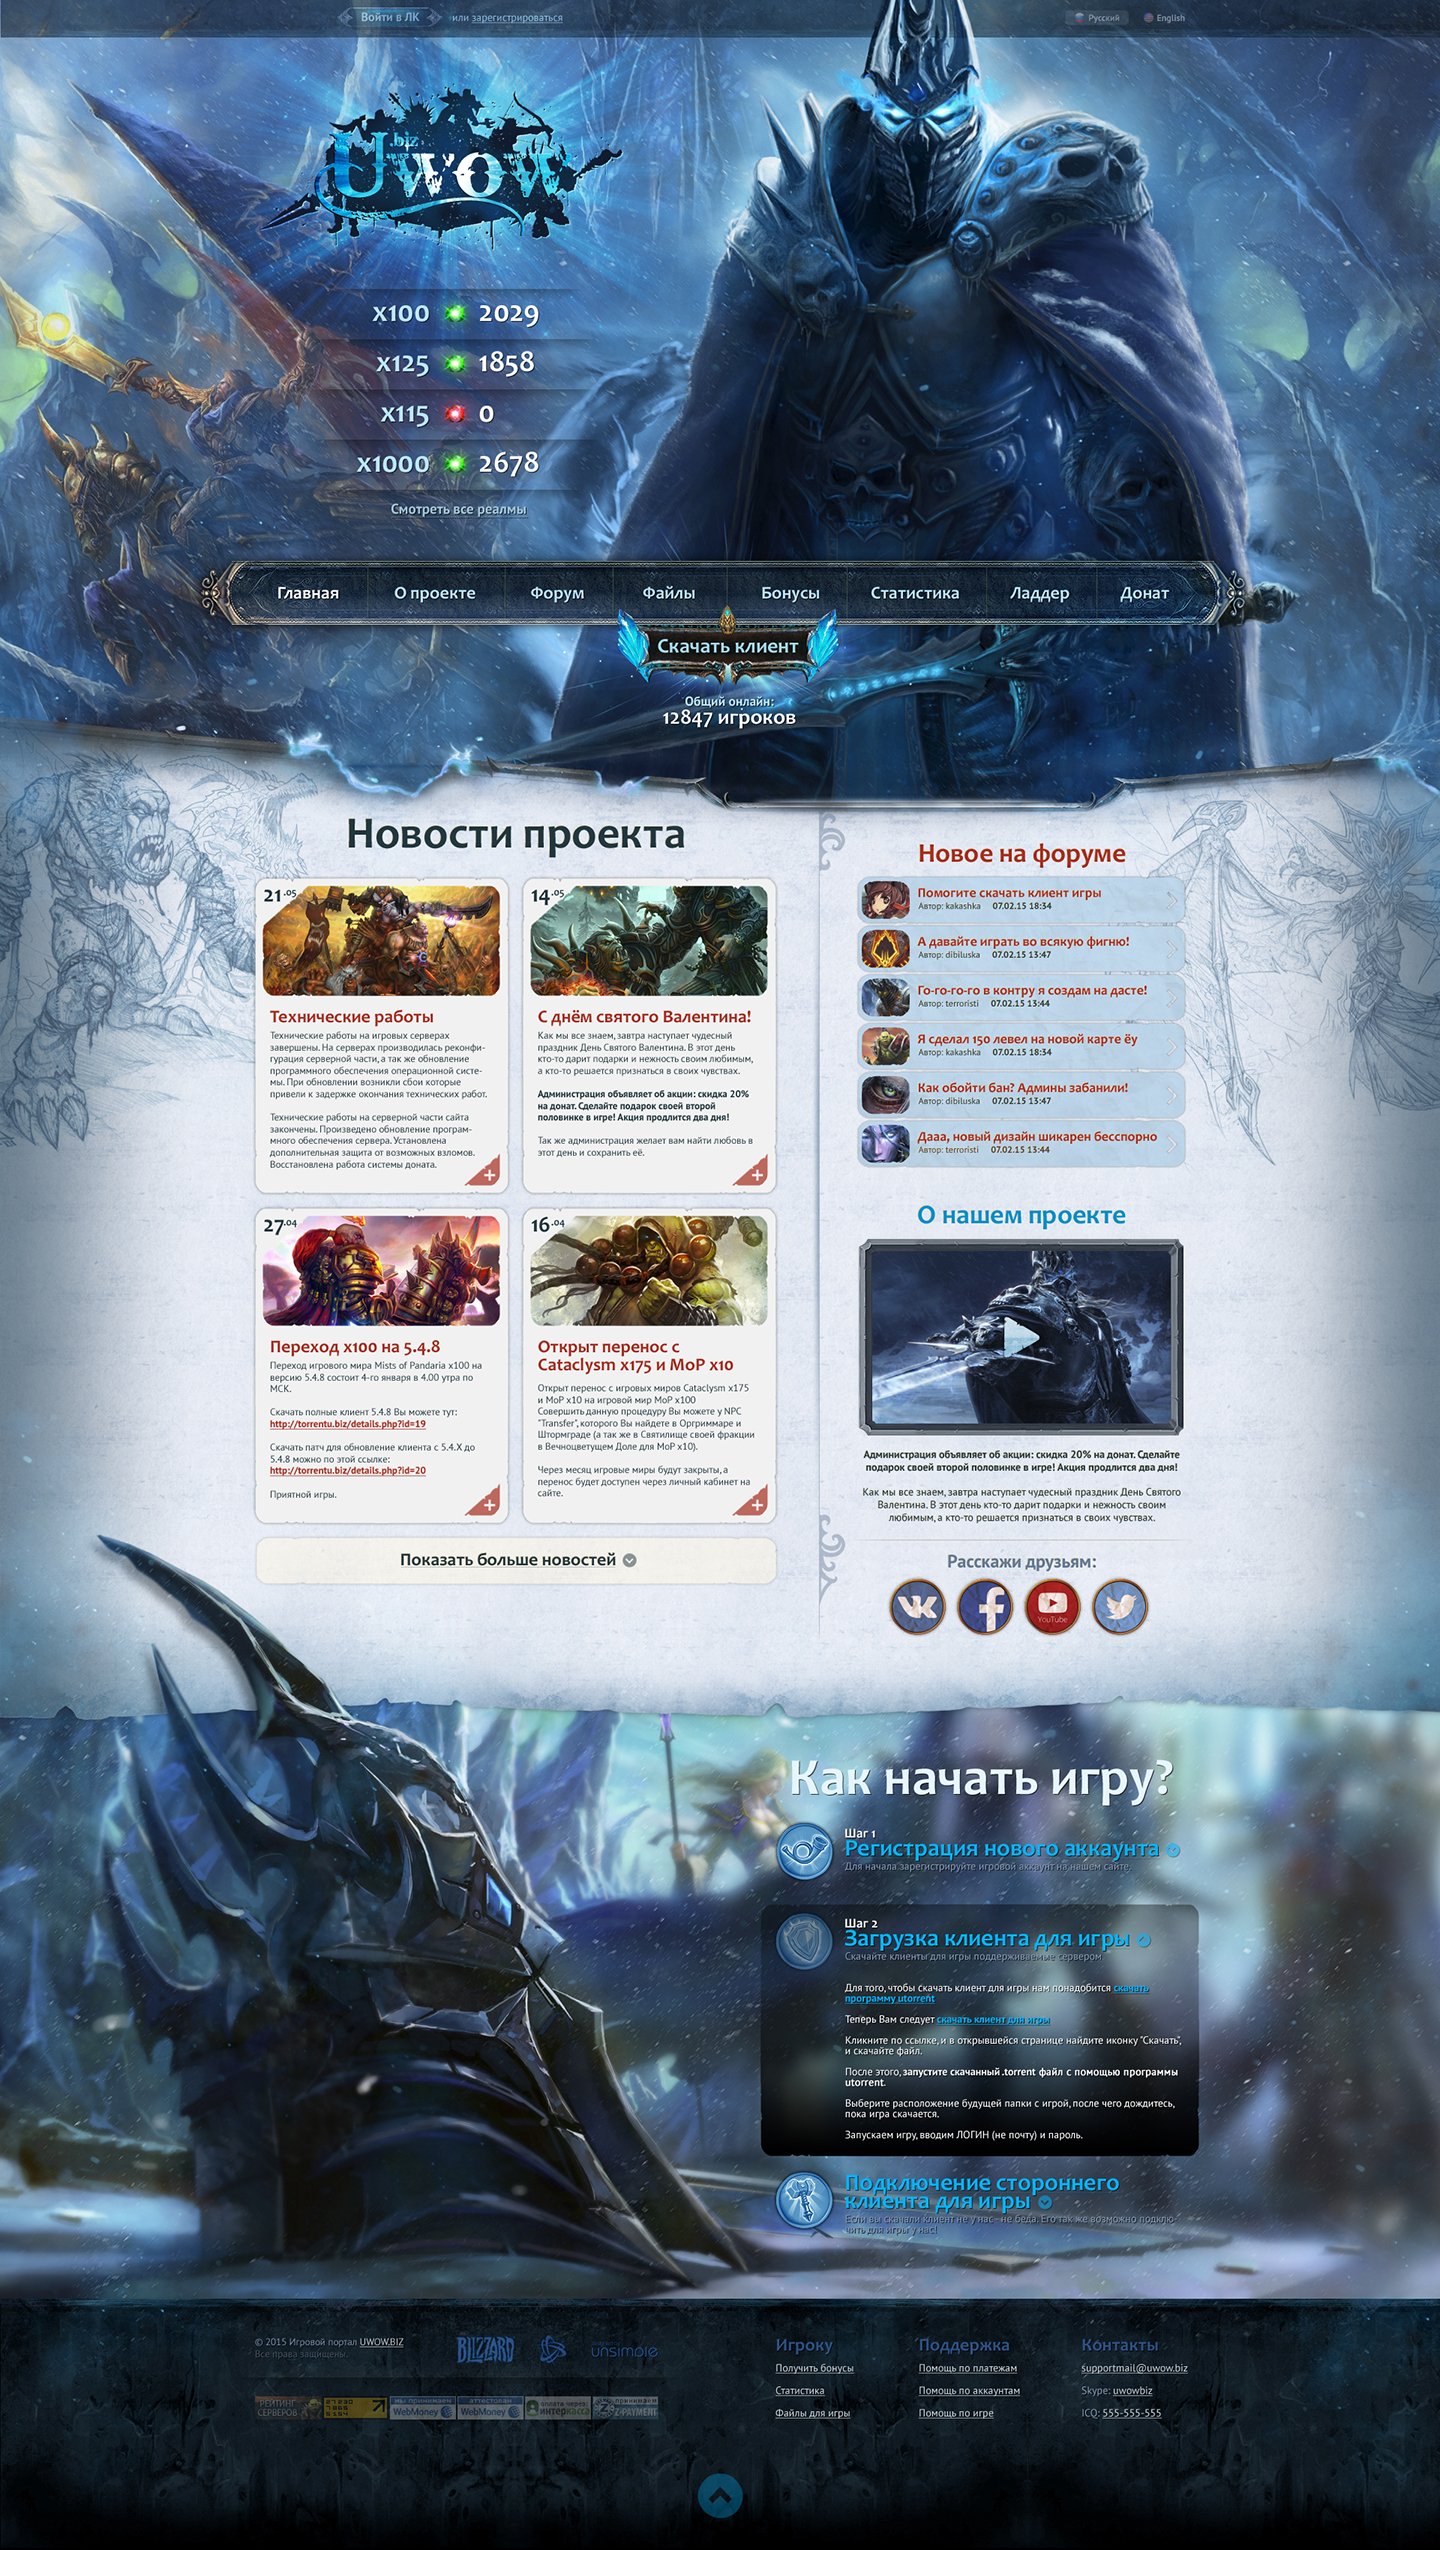 Войти в ЛК или зарегистрироваться
Русский English
.biz
Uwow
x100 2029
x125 1858
x115 0
x1000 2678
Смотреть все реалмы
Главная О проекте Форум Файлы Бонусы Статистика Ладдер Донат
Скачать клиент
Общий онлайн:
12847 игроков
Новости проекта
21.05
Технические работы
Технические работы на игровых серверах
завершены. На серверах производилась реконфи-
гурация серверной части, а так же обновление
программного обеспечения операционной систе-
мы. При обновлении возникли сбои которые
привели к задержке окончания технических работ.
Технические работы на серверной части сайта
закончены. Произведено обновление програм-
много обеспечения сервера. Установлена
дополнительная защита от возможных взломов.
Восстановлена работа системы доната.
14.05
С днём святого Валентина!
Как мы все знаем, завтра наступает чудесный
праздник День Святого Валентина. В этот день
кто-то дарит подарки и нежность своим любимым,
а кто-то решается признаться в своих чувствах.
Администрация объявляет об акции: скидка 20%
на донат. Сделайте подарок своей второй
половинке в игре! Акция продлится два дня!
Так же администрация желает вам найти любовь в
этот день и сохранить её.
27.04
Переход x100 на 5.4.8
Переход игрового мира Mists of Pandaria x100 на
версию 5.4.8 состоит 4-го января в 4.00 утра по
МСК.
Скачать полные клиент 5.4.8 Вы можете тут:
http://torrentu.biz/details.php?id=19
Скачать патч для обновление клиента с 5.4.X до
5.4.8 можно по этой ссылке:
http://torrentu.biz/details.php?id=20
Приятной игры.
16.04
Открыт перенос с
Cataclysm x175 и MoP x10
Открыт перенос с игровых миров Cataclysm x175
и MoP x10 на игровой мир MoP x100
Совершить данную процедуру Вы можете у NPC
"Transfer", которого Вы найдете в Оргриммаре и
Штормграде (а так же в Святилище своей фракции
в Вечноцветущем Доле для MoP x10).
Через месяц игровые миры будут закрыты, а
перенос будет доступен через личный кабинет на
сайте.
Показать больше новостей
Новое на форуме
Помогите скачать клиент игры
Автор: kakashka 07.02.15 18:34
А давайте играть во всякую фигню!
Автор: dibiluska 07.02.15 13:47
Го-го-го-го в контру я создам на дасте!
Автор: terroristi 07.02.15 13:44
Я сделал 150 левел на новой карте ёу
Автор: kakashka 07.02.15 18:34
Как обойти бан? Админы забанили!
Автор: dibiluska 07.02.15 13:47
Дааа, новый дизайн шикарен бесспорно
Автор: terroristi 07.02.15 13:44
О нашем проекте
Администрация объявляет об акции: скидка 20% на донат. Сделайте
подарок своей второй половинке в игре! Акция продлится два дня!
Как мы все знаем, завтра наступает чудесный праздник День Святого
Валентина. В этот день кто-то дарит подарки и нежность своим
любимым, а кто-то решается признаться в своих чувствах.
Расскажи друзьям:
YouTube
Как начать игру?
Шаг 1
Регистрация нового аккаунта
Для начала зарегистрируйте игровой аккаунт на нашем сайте.
Шаг 2
Загрузка клиента для игры
Скачайте клиенты для игры поддерживаемые сервером.
Для того, чтобы скачать клиент для игры нам понадобится скачать
программу utorrent
Теперь Вам следует скачать клиент для игры
Кликните по ссылке, и в открывшейся странице найдите иконку "Скачать",
и скачайте файл.
После этого, запустите скачанный .torrent файл с помощью программы
utorrent.
Выберите расположение будущей папки с игрой, после чего дождитесь,
пока игра скачается.
Запускаем игру, вводим ЛОГИН (не почту) и пароль.
Подключение стороннего
клиента для игры
Если вы скачали клиент не у нас - не беда. Его так же возможно подклю-
чить для игры у нас!
© 2015 Игровой портал UWOW.BIZ
Все права защищены.
BLIZZARD
unsimple
РЕЙТИНГ
СЕРВЕРОВ
мы принимаем
WebMoney
аттестован
WebMoney
оплата через:
интеркасса
принимаем
Z-PAYMENT
Игроку
Получить бонусы
Статистика
Файлы для игры
Поддержка
Помощь по платежам
Помощь по аккаунтам
Помощь по игре
Контакты
supportmail@uwow.biz
Skype: uwowbiz
ICQ: 555-555-555